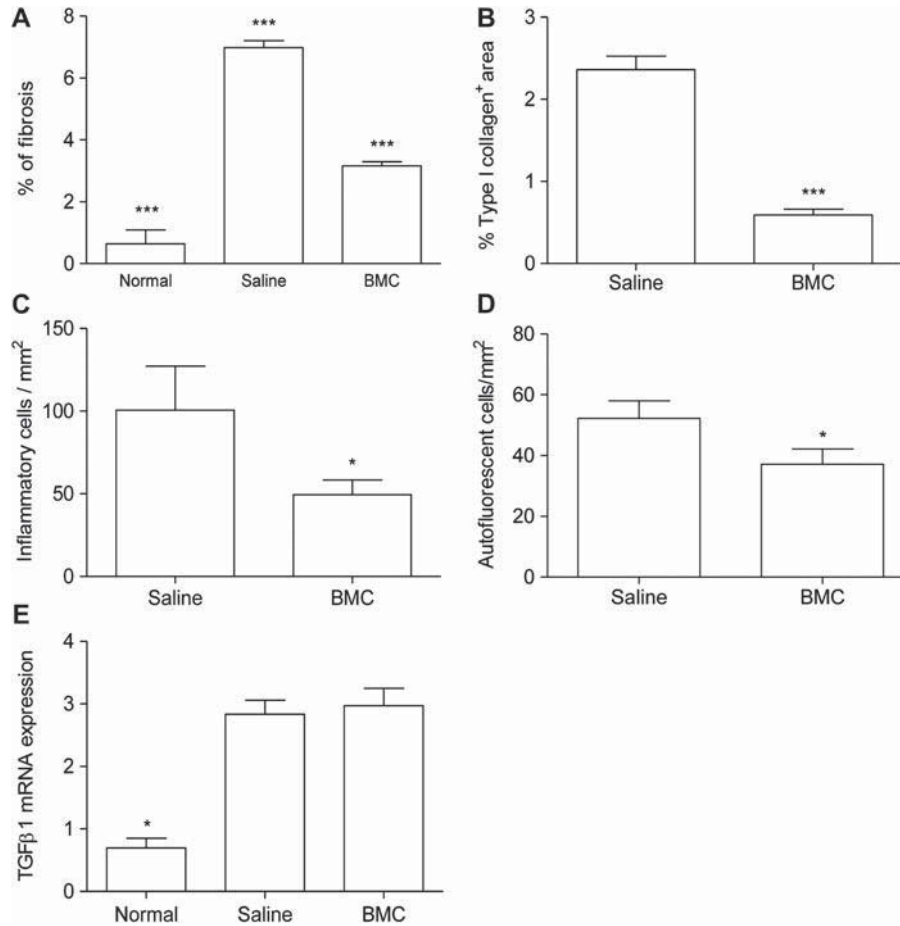 A
% of fibrosis
8
6
4
2
0
***
***
***
Normal Saline BMC
B
% Type I collagen⁺ area
3
2
1
0
***
Saline BMC
C
Inflammatory cells / mm²
150
100
50
0
*
Saline BMC
D
Autofluorescent cells/mm²
80
60
40
20
0
*
Saline BMC
E
TGFβ1 mRNA expression
4
3
2
1
0
*
Normal Saline BMC